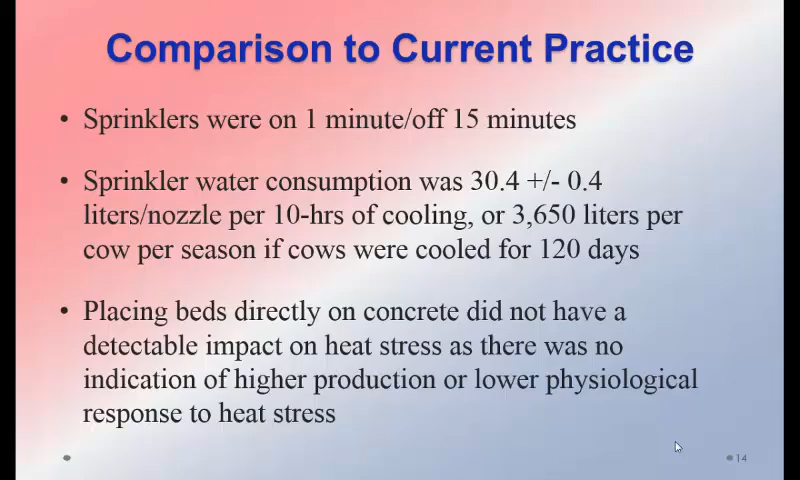 Comparison to Current Practice
• Sprinklers were on 1 minute/off 15 minutes
• Sprinkler water consumption was 30.4 +/- 0.4
liters/nozzle per 10-hrs of cooling, or 3,650 liters per
cow per season if cows were cooled for 120 days
• Placing beds directly on concrete did not have a
detectable impact on heat stress as there was no
indication of higher production or lower physiological
response to heat stress
14